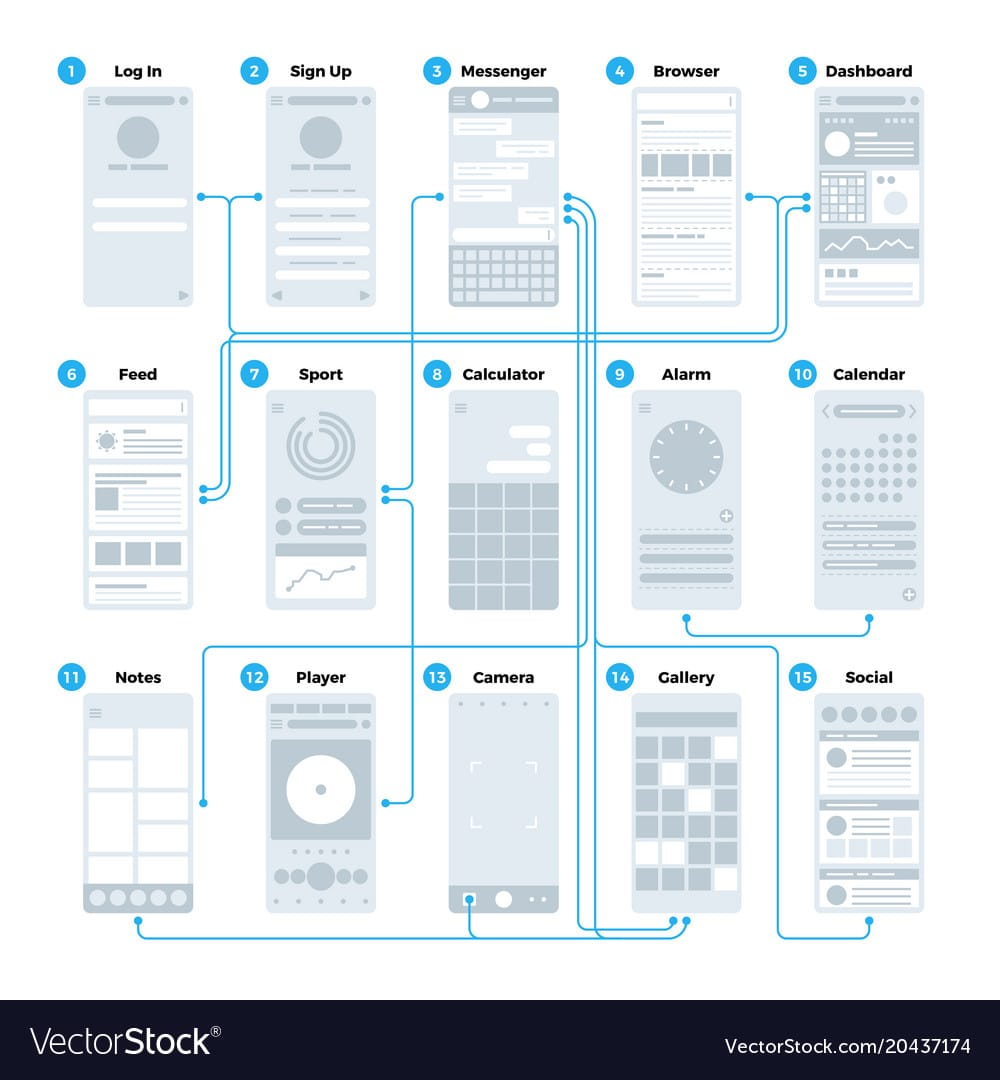 1 Log In
2 Sign Up
3 Messenger
4 Browser
5 Dashboard
6 Feed
7 Sport
8 Calculator
9 Alarm
10 Calendar
11 Notes
12 Player
13 Camera
14 Gallery
15 Social
VectorStock®
VectorStock.com/20437174